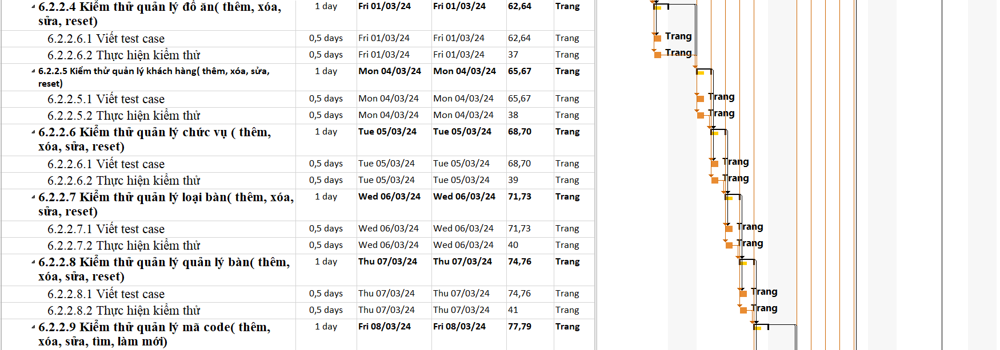 6.2.2.4 Kiểm thử quản lý đồ ăn( thêm, xóa, sửa, reset) 1 day Fri 01/03/24 Fri 01/03/24 62,64 Trang
6.2.2.6.1 Viết test case 0,5 days Fri 01/03/24 Fri 01/03/24 62,64 Trang Trang
6.2.2.6.2 Thực hiện kiểm thử 0,5 days Fri 01/03/24 Fri 01/03/24 37 Trang Trang
6.2.2.5 Kiểm thử quản lý khách hàng( thêm, xóa, sửa, reset) 1 day Mon 04/03/24 Mon 04/03/24 65,67 Trang
6.2.2.5.1 Viết test case 0,5 days Mon 04/03/24 Mon 04/03/24 65,67 Trang Trang
6.2.2.5.2 Thực hiện kiểm thử 0,5 days Mon 04/03/24 Mon 04/03/24 38 Trang Trang
6.2.2.6 Kiểm thử quản lý chức vụ ( thêm, xóa, sửa, reset) 1 day Tue 05/03/24 Tue 05/03/24 68,70 Trang
6.2.2.6.1 Viết test case 0,5 days Tue 05/03/24 Tue 05/03/24 68,70 Trang Trang
6.2.2.6.2 Thực hiện kiểm thử 0,5 days Tue 05/03/24 Tue 05/03/24 39 Trang Trang
6.2.2.7 Kiểm thử quản lý loại bàn( thêm, xóa, sửa, reset) 1 day Wed 06/03/24 Wed 06/03/24 71,73 Trang
6.2.2.7.1 Viết test case 0,5 days Wed 06/03/24 Wed 06/03/24 71,73 Trang Trang
6.2.2.7.2 Thực hiện kiểm thử 0,5 days Wed 06/03/24 Wed 06/03/24 40 Trang Trang
6.2.2.8 Kiểm thử quản lý quản lý bàn( thêm, xóa, sửa, reset) 1 day Thu 07/03/24 Thu 07/03/24 74,76 Trang
6.2.2.8.1 Viết test case 0,5 days Thu 07/03/24 Thu 07/03/24 74,76 Trang Trang
6.2.2.8.2 Thực hiện kiểm thử 0,5 days Thu 07/03/24 Thu 07/03/24 41 Trang Trang
6.2.2.9 Kiểm thử quản lý mã code( thêm, xóa, sửa, tìm, làm mới) 1 day Fri 08/03/24 Fri 08/03/24 77,79 Trang